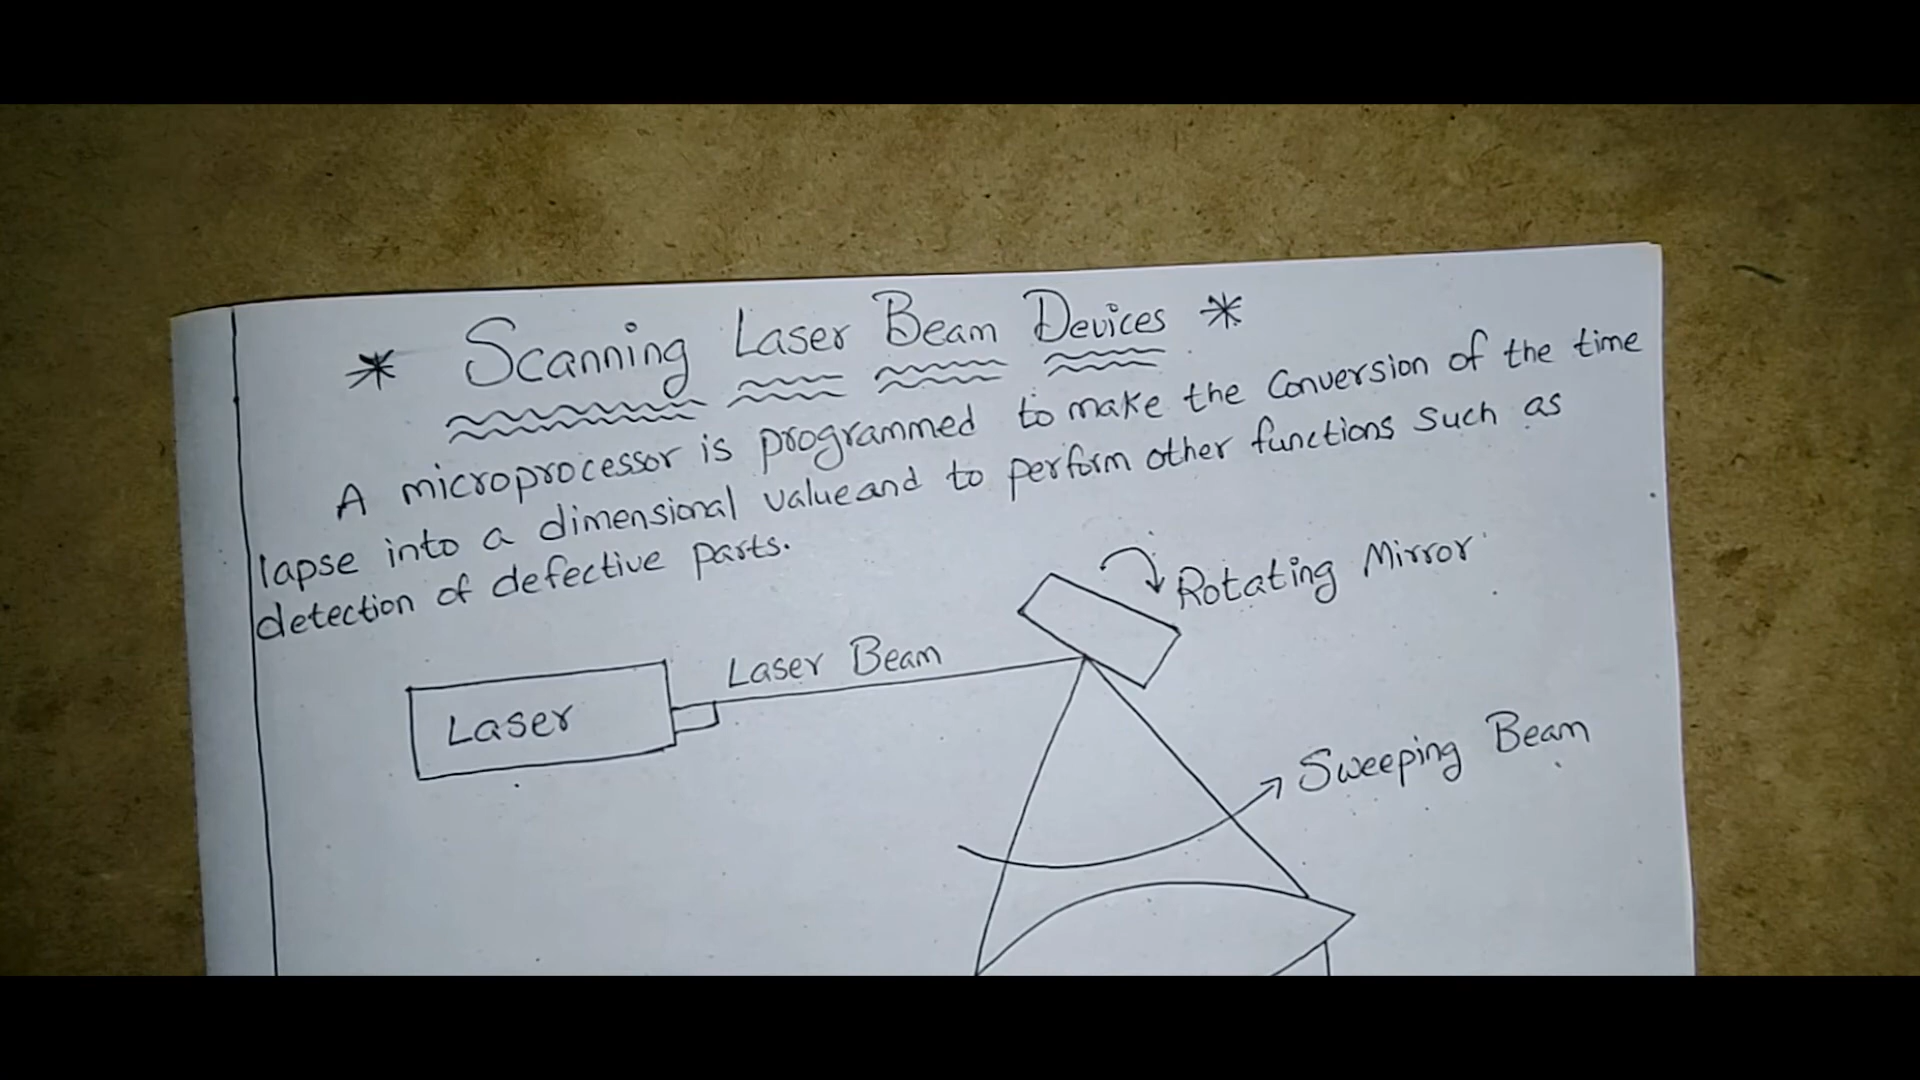 * Scanning Laser Beam Devices *
A microprocessor is programmed to make the conversion of the time
lapse into a dimensional value and to perform other functions such as
detection of defective parts.
Rotating Mirror
Laser Beam
Laser
Sweeping Beam